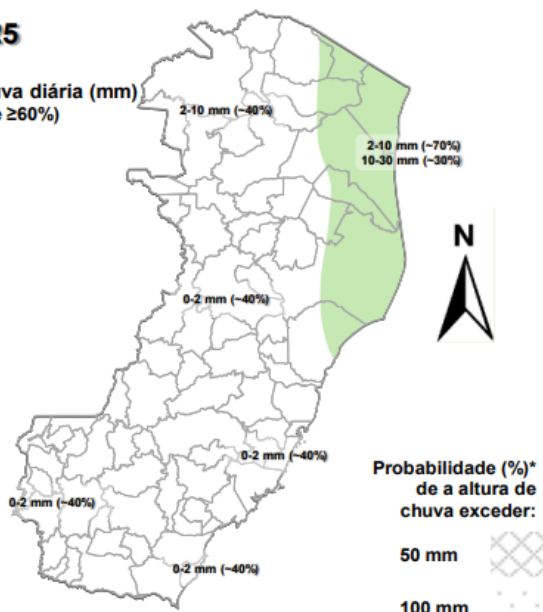 25
va diária (mm)
≥60%)
2-10 mm (~40%)
2-10 mm (~70%)
10-30 mm (~30%)
N
0-2 mm (~40%)
0-2 mm (~40%)
0-2 mm (~40%)
0-2 mm (~40%)
Probabilidade (%)*
de a altura de
chuva exceder:
50 mm
100 mm